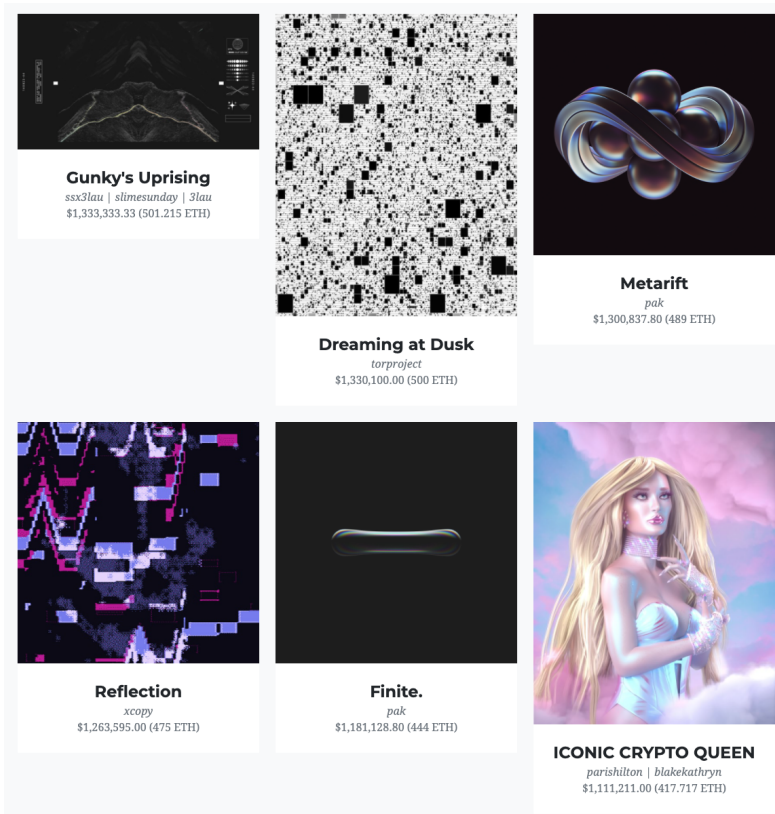 Gunky's Uprising
ssx3lau | slimesunday | 3lau
$1,333,333.33 (501.215 ETH)
Dreaming at Dusk
torproject
$1,330,100.00 (500 ETH)
Metarift
pak
$1,300,837.80 (489 ETH)
Reflection
xcopy
$1,263,595.00 (475 ETH)
Finite.
pak
$1,181,128.80 (444 ETH)
ICONIC CRYPTO QUEEN
parishilton | blakekathryn
$1,111,211.00 (417.717 ETH)